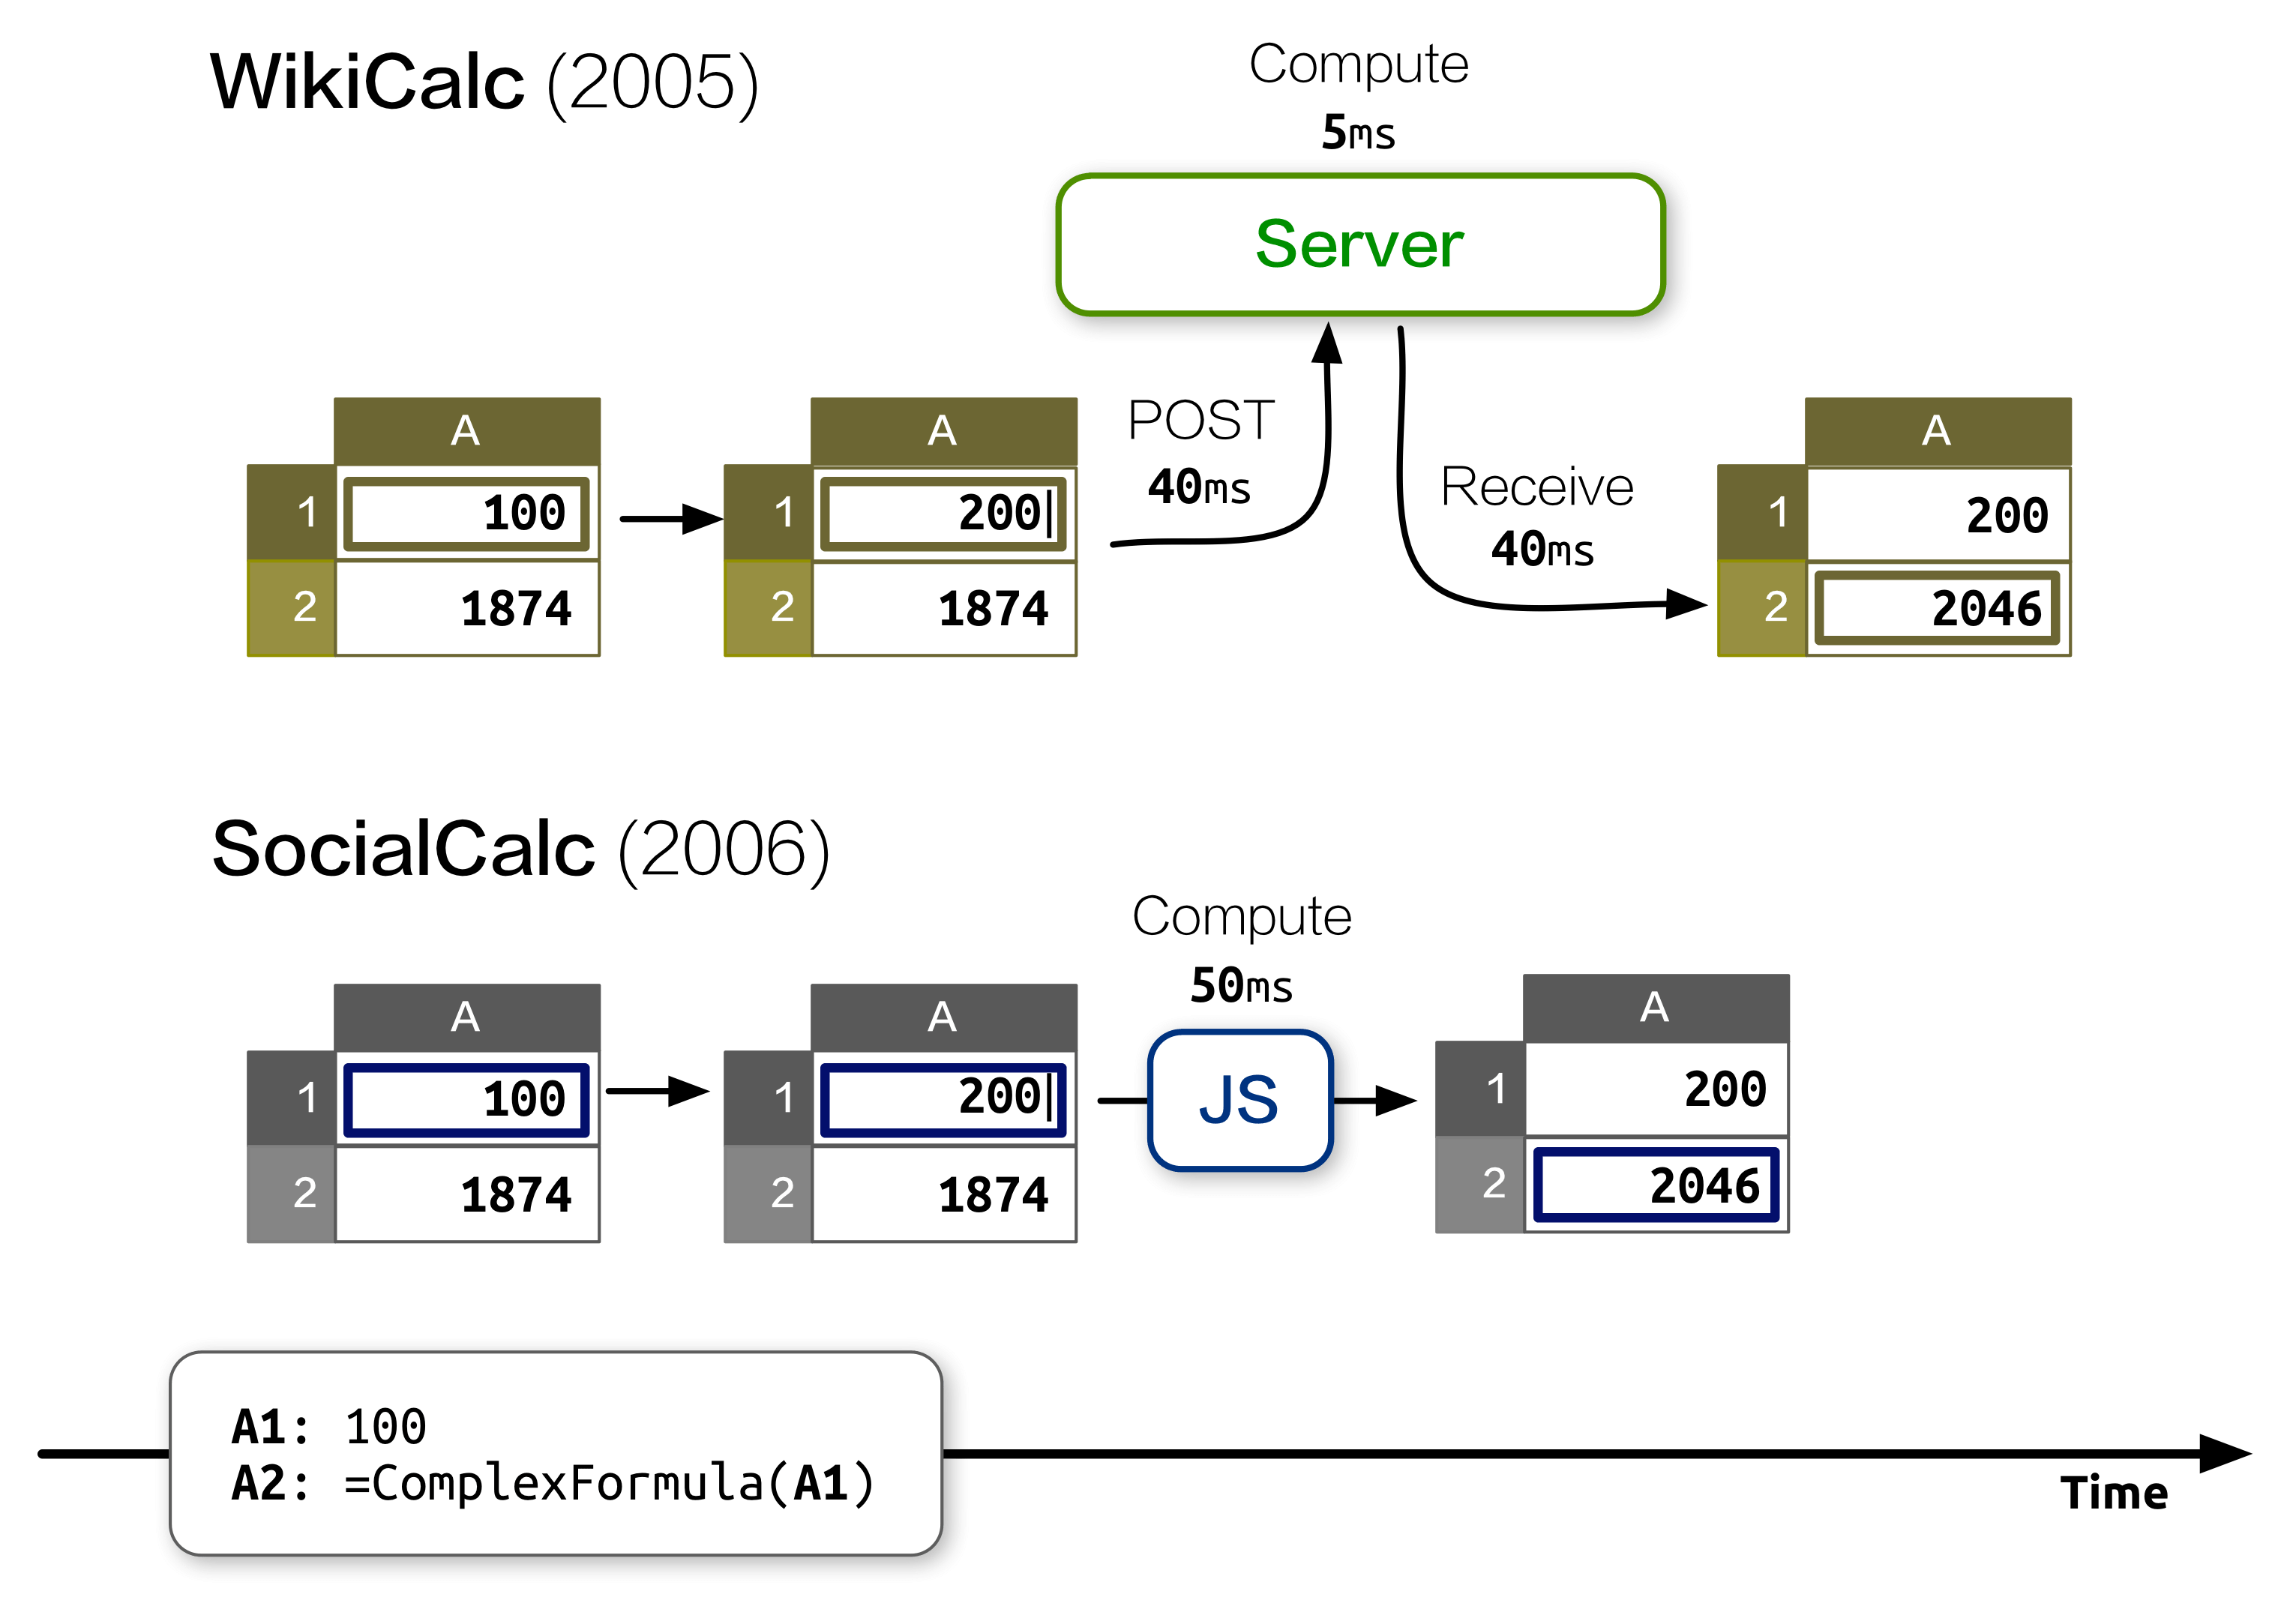 WikiCalc (2005)
Compute
5ms
Server
A
1 100
2 1874
A
1 200
2 1874
POST
40ms
Receive
40ms
A
1 200
2 2046
SocialCalc (2006)
Compute
50ms
A
1 100
2 1874
A
1 200
2 1874
JS
A
1 200
2 2046
A1: 100
A2: =ComplexFormula(A1)
Time